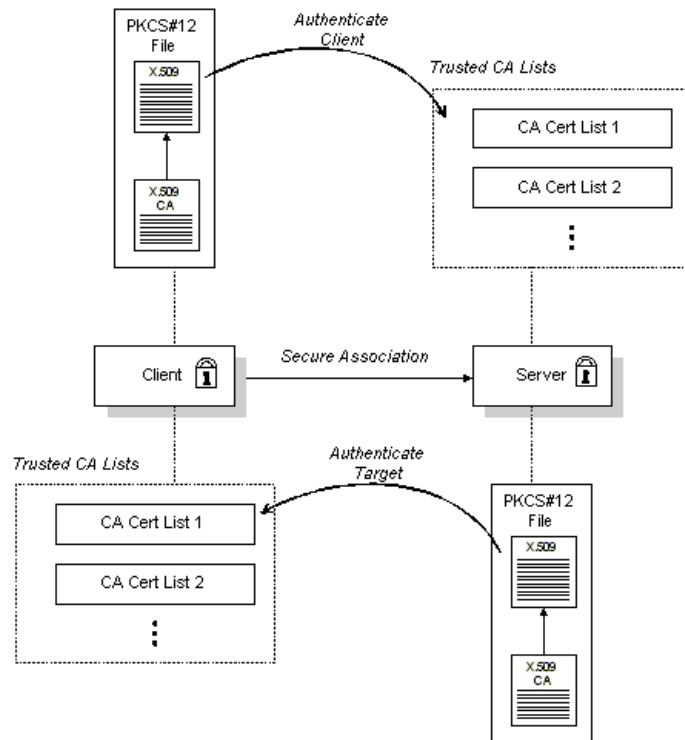 PKCS#12
File
X.509
X.509
CA
Authenticate
Client
Trusted CA Lists
CA Cert List 1
CA Cert List 2
Client
Secure Association
Server
Trusted CA Lists
CA Cert List 1
CA Cert List 2
Authenticate
Target
PKCS#12
File
X.509
X.509
CA